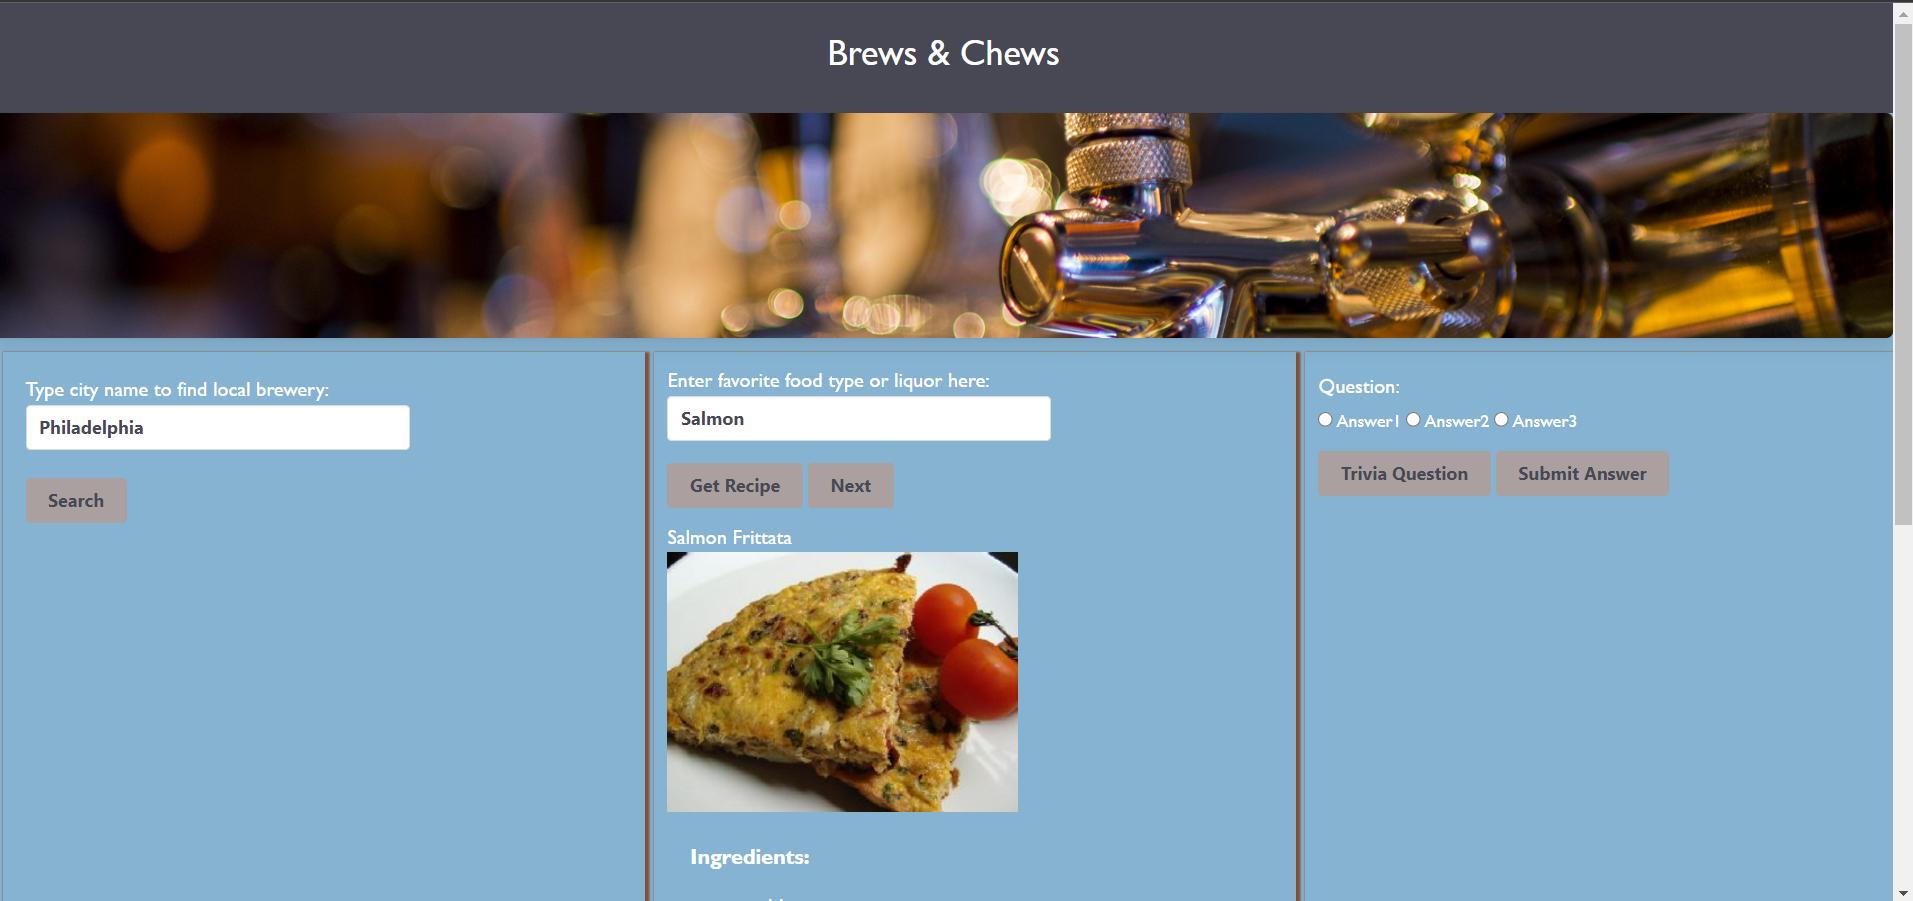 Brews & Chews
Type city name to find local brewery:
Philadelphia
Search
Enter favorite food type or liquor here:
Salmon
Get Recipe Next
Salmon Frittata
Ingredients:
Question:
Answer1 Answer2 Answer3
Trivia Question Submit Answer